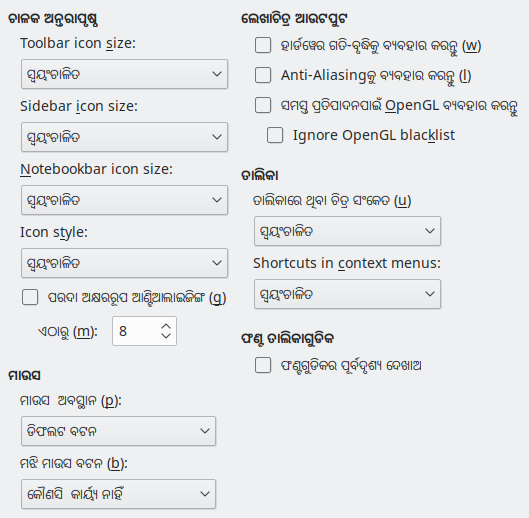 ଚାଳକ ଅନ୍ତରାପୃଷ୍ଠ
Toolbar icon size:
ସ୍ୱୟଂଚାଳିତ
Sidebar icon size:
ସ୍ୱୟଂଚାଳିତ
Notebookbar icon size:
ସ୍ୱୟଂଚାଳିତ
Icon style:
ସ୍ୱୟଂଚାଳିତ
ପରଦା ଅକ୍ଷରରୂପ ଆଣ୍ଟିଆଲାଇଜିଙ୍ଗ (g)
ଏଠାରୁ (m): 8
ମାଉସ
ମାଉସ ଅବସ୍ଥାନ (p):
ଡିଫଲଟ ବଟନ
ମଝି ମାଉସ ବଟନ (b):
କୌଣସି କାର୍ୟ୍ୟ ନାହିଁ
ଲେଖାଚିତ୍ର ଆଉଟପୁଟ
ହାର୍ଡୱେର ଗତି-ବୃଦ୍ଧିକୁ ବ୍ୟବହାର କରନ୍ତୁ (w)
Anti-Aliasingକୁ ବ୍ୟବହାର କରନ୍ତୁ (l)
ସମସ୍ତ ପ୍ରତିପାଦନପାଇଁ OpenGL ବ୍ୟବହାର କରନ୍ତୁ
Ignore OpenGL blacklist
ତାଲିକା
ତାଲିକାରେ ଥିବା ଚିତ୍ର ସଂକେତ (u)
ସ୍ୱୟଂଚାଳିତ
Shortcuts in context menus:
ସ୍ୱୟଂଚାଳିତ
ଫଣ୍ଟ ତାଲିକାଗୁଡିକ
ଫଣ୍ଟଗୁଡିକର ପୂର୍ବଦୃଶ୍ୟ ଦେଖାଅ